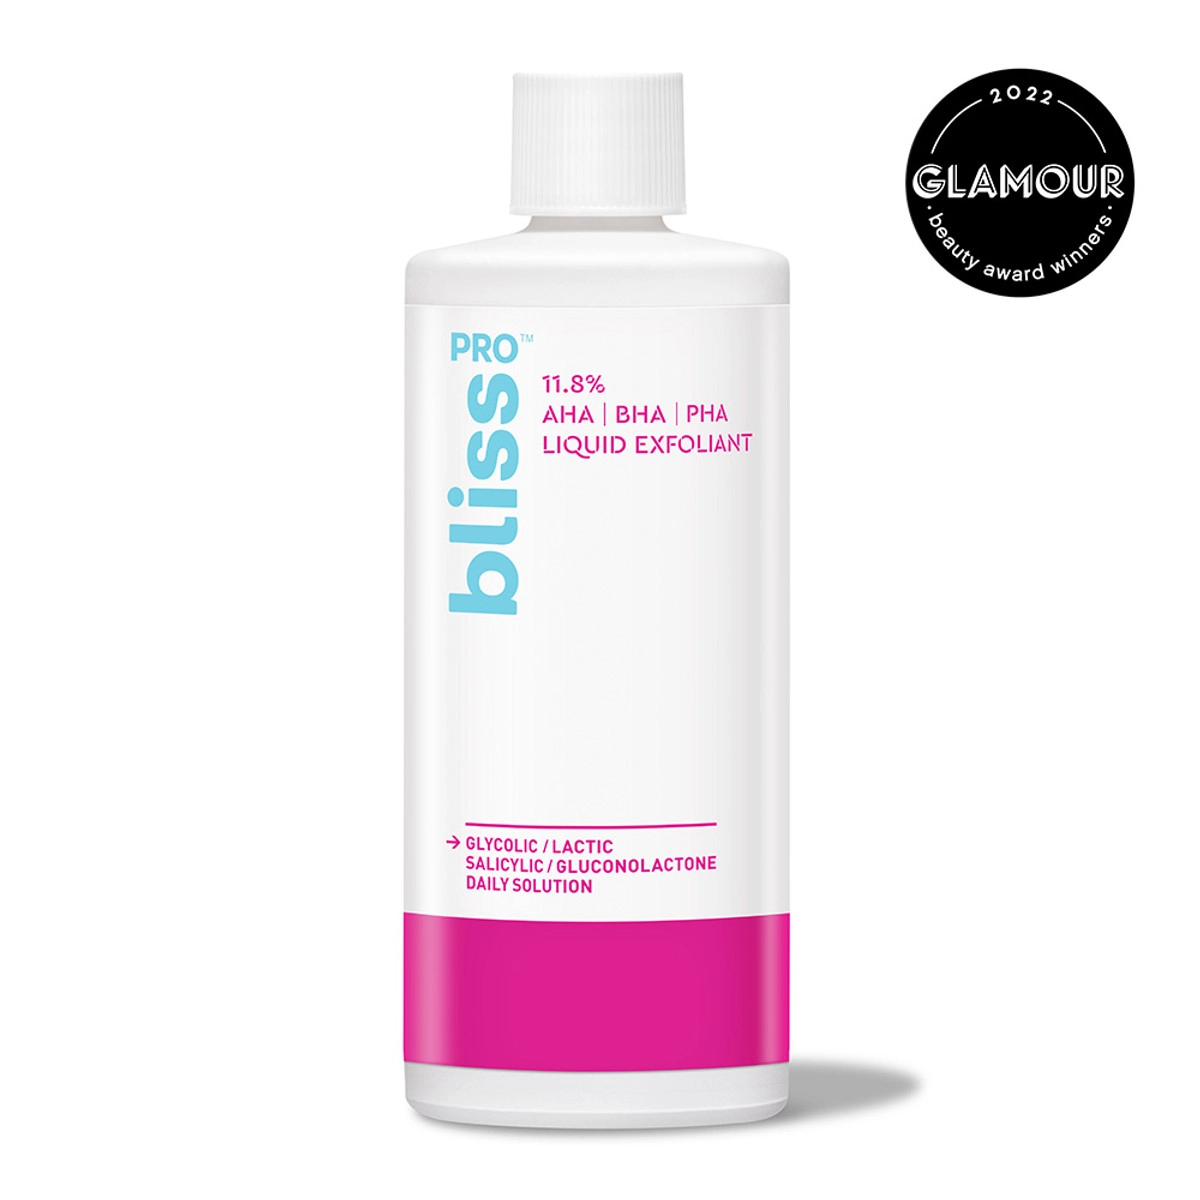 PRO™
bliss
11.8%
AHA | BHA | PHA
LIQUID EXFOLIANT
→ GLYCOLIC / LACTIC
SALICYLIC / GLUCONOLACTONE
DAILY SOLUTION
2022
GLAMOUR
· beauty award winners ·